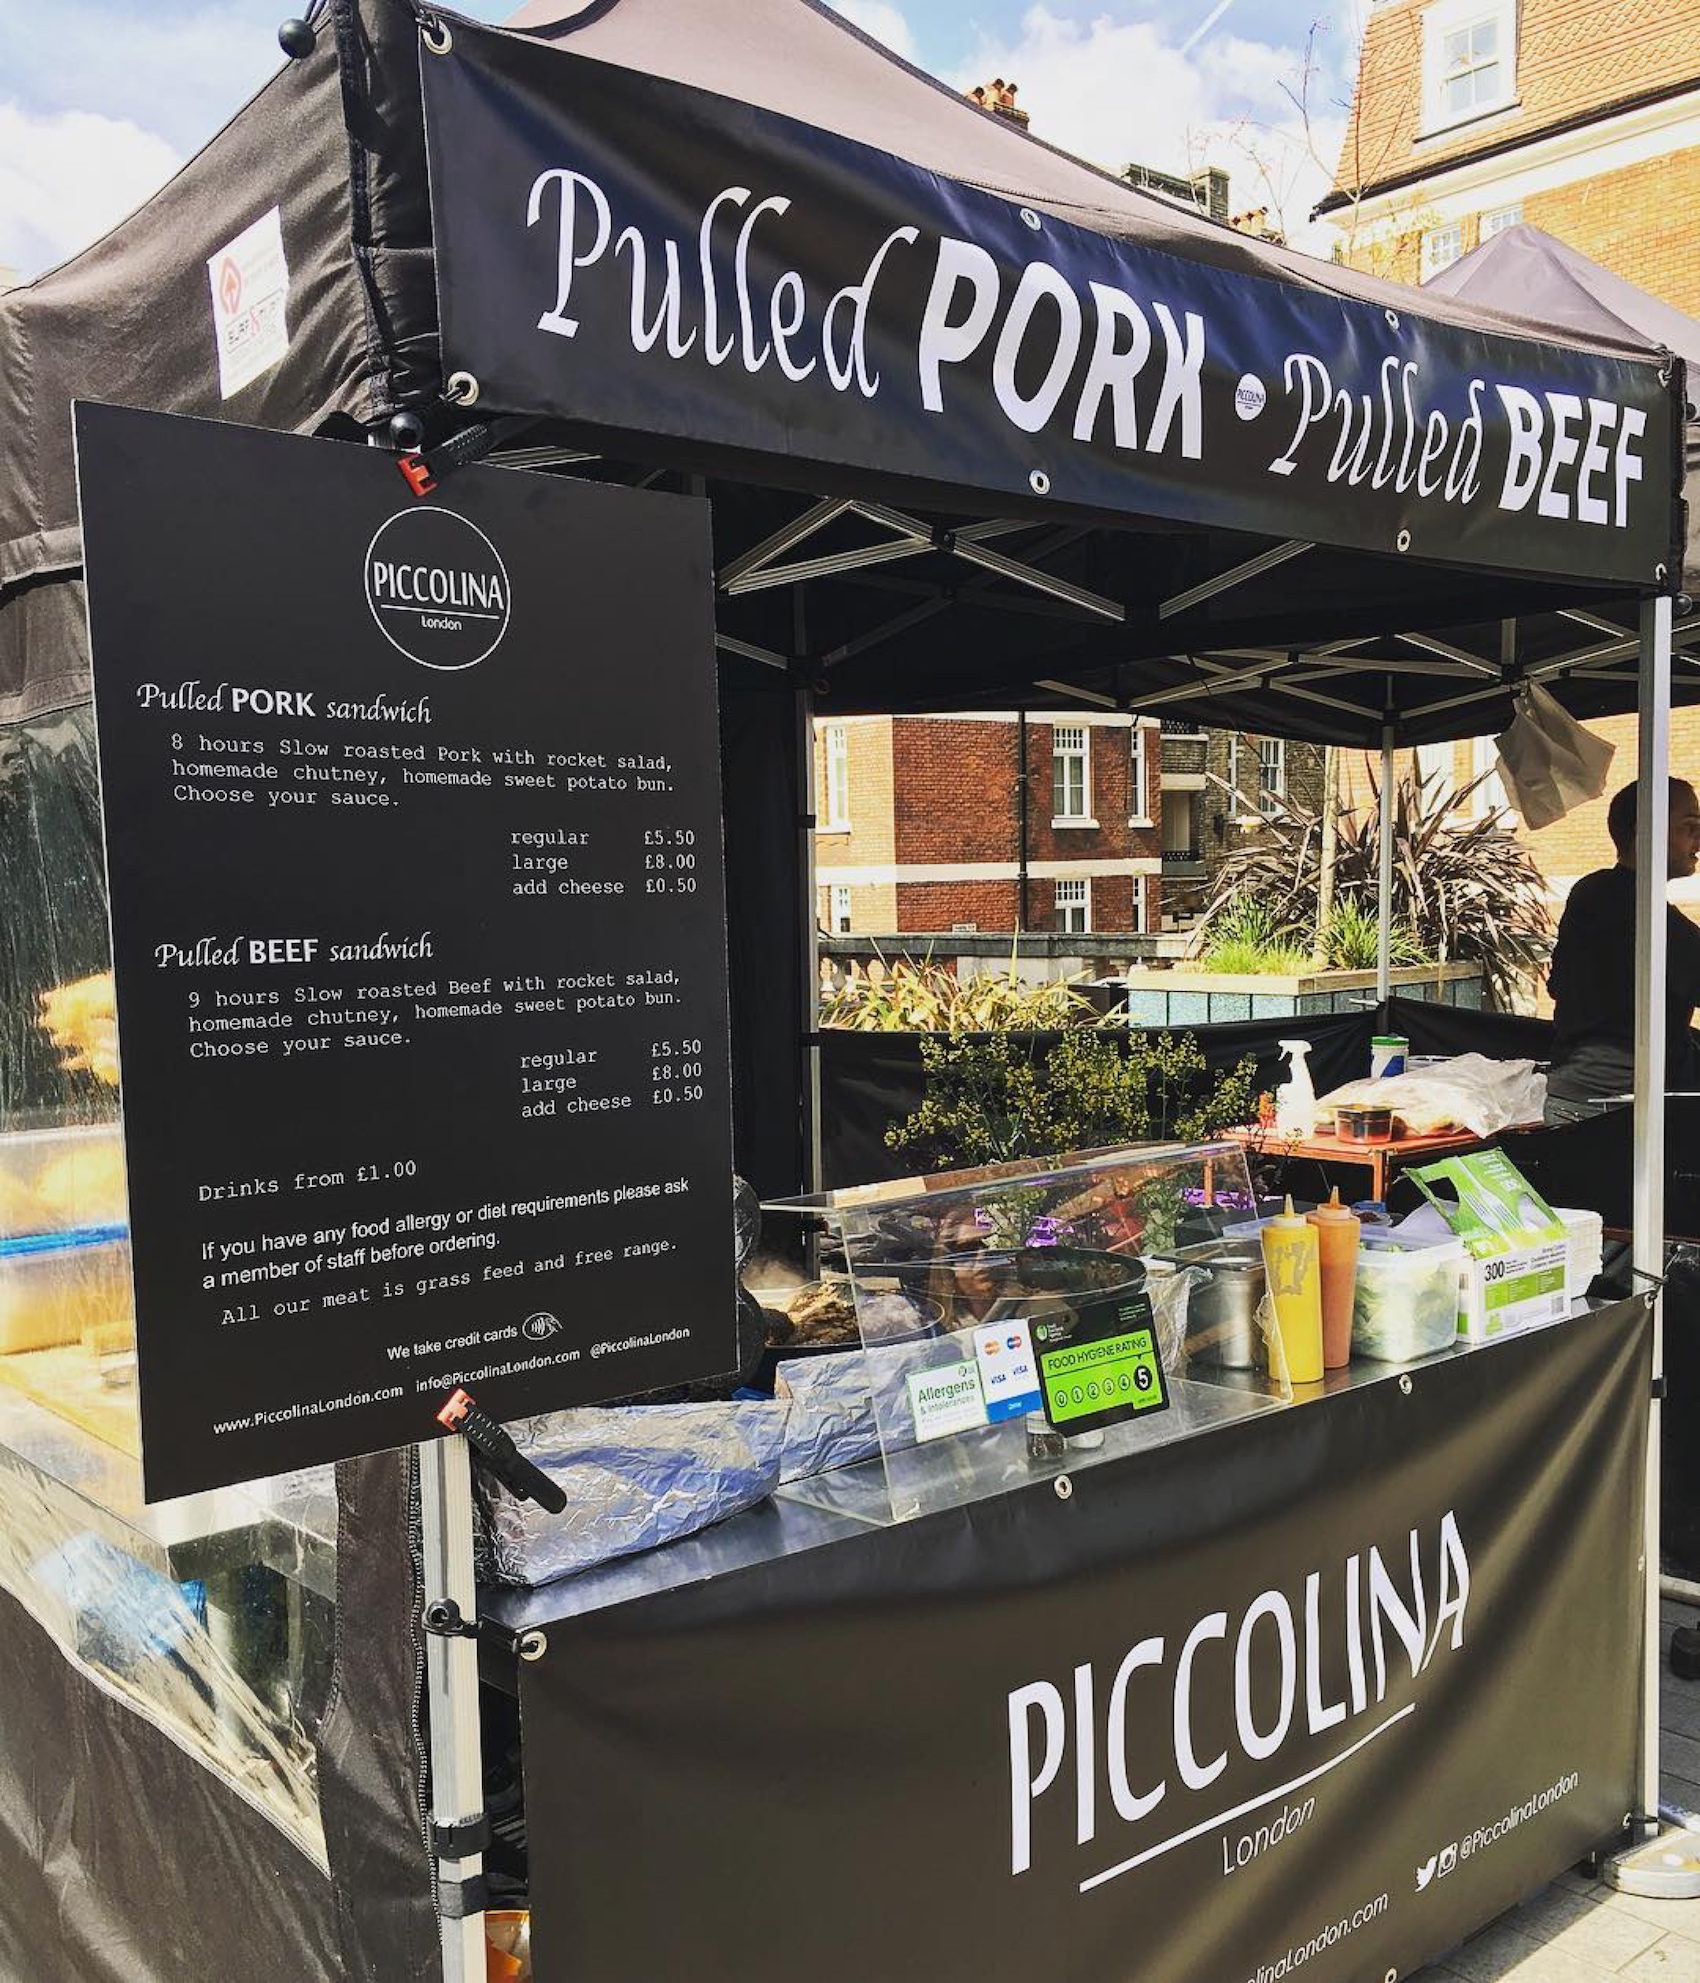 Pulled PORK • Pulled BEEF
PICCOLINA
London
Pulled PORK sandwich
8 hours Slow roasted Pork with rocket salad,
homemade chutney, homemade sweet potato bun.
Choose your sauce.
regular £5.50
large £8.00
add cheese £0.50
Pulled BEEF sandwich
9 hours Slow roasted Beef with rocket salad,
homemade chutney, homemade sweet potato bun.
Choose your sauce.
regular £5.50
large £8.00
add cheese £0.50
Drinks from £1.00
If you have any food allergy or diet requirements please ask
a member of staff before ordering.
All our meat is grass feed and free range.
We take credit cards
www.PiccolinaLondon.com info@PiccolinaLondon.com @PiccolinaLondon
Allergens
& Intolerances
VISA VISA
FOOD HYGIENE RATING
0 1 2 3 4 5
300
PICCOLINA
London
@PiccolinaLondon
linaLondon.com